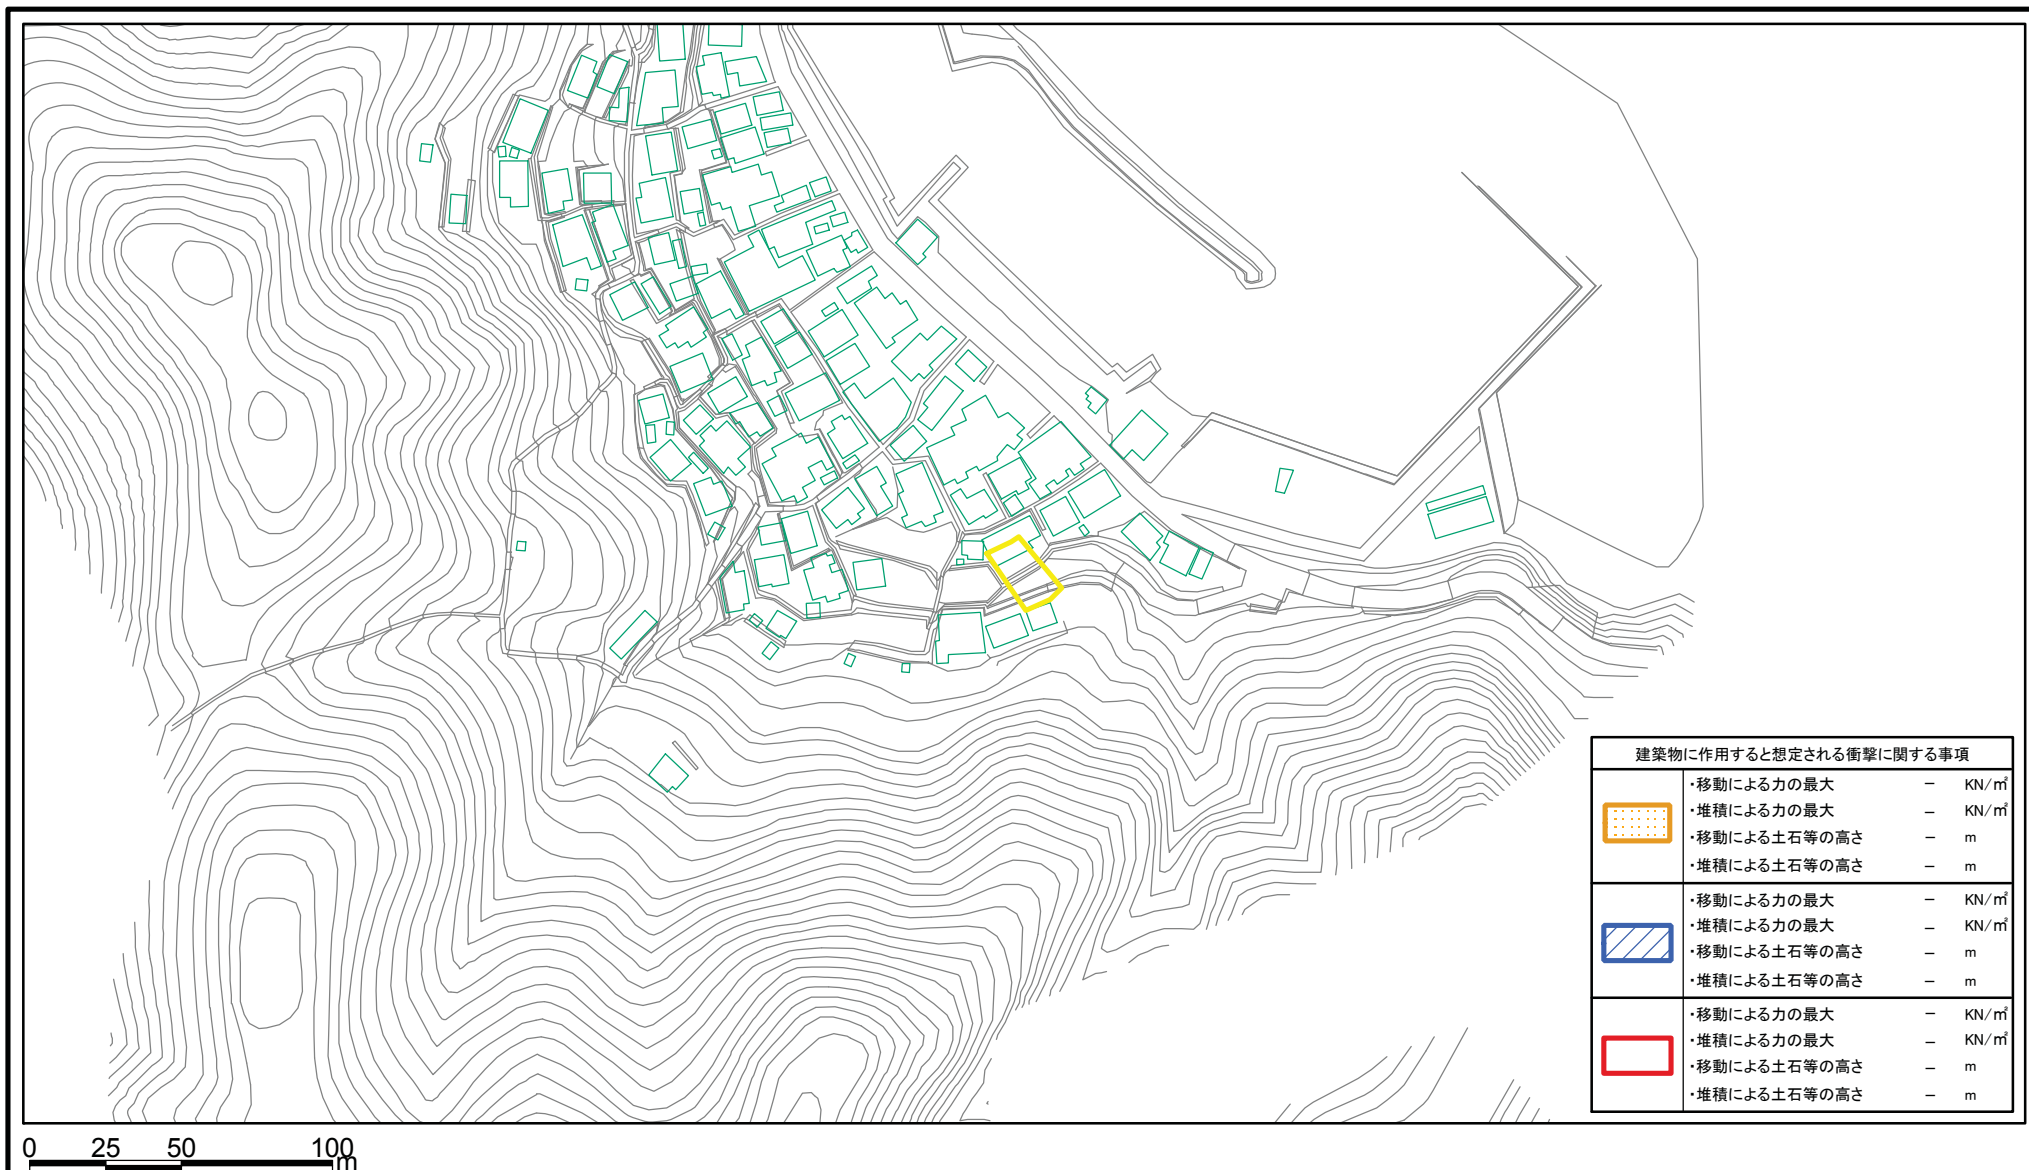 建築物に作用すると想定される衝撃に関する事項
・移動による力の最大 － KN/㎡
・堆積による力の最大 － KN/㎡
・移動による土石等の高さ － m
・堆積による土石等の高さ － m
・移動による力の最大 － KN/㎡
・堆積による力の最大 － KN/㎡
・移動による土石等の高さ － m
・堆積による土石等の高さ － m
・移動による力の最大 － KN/㎡
・堆積による力の最大 － KN/㎡
・移動による土石等の高さ － m
・堆積による土石等の高さ － m
0 25 50 100
m